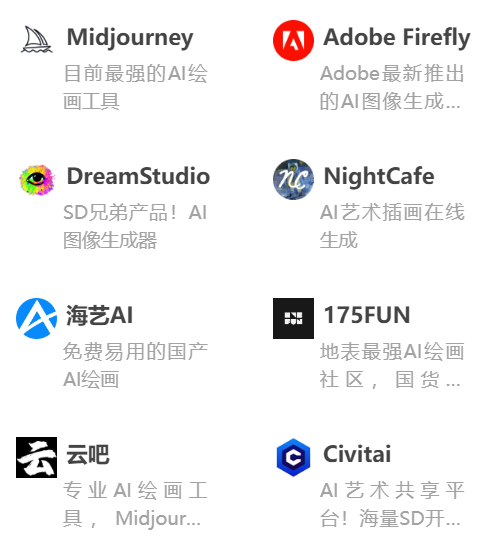 Midjourney
目前最强的AI绘
画工具
Adobe Firefly
Adobe最新推出
的AI图像生成...
DreamStudio
SD兄弟产品！AI
图像生成器
NightCafe
AI艺术插画在线
生成
海艺AI
免费易用的国产
AI绘画
175FUN
地表最强AI绘画
社区，国货...
云吧
专业AI绘画工
具，Midjour...
Civitai
AI艺术共享平
台！海量SD开...